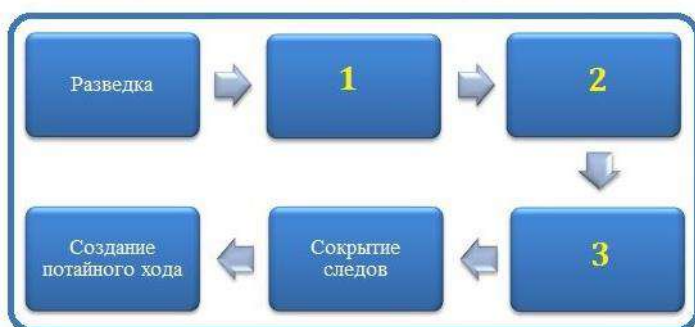 Разведка
1
2
3
Сокрытие
следов
Создание
потайного хода